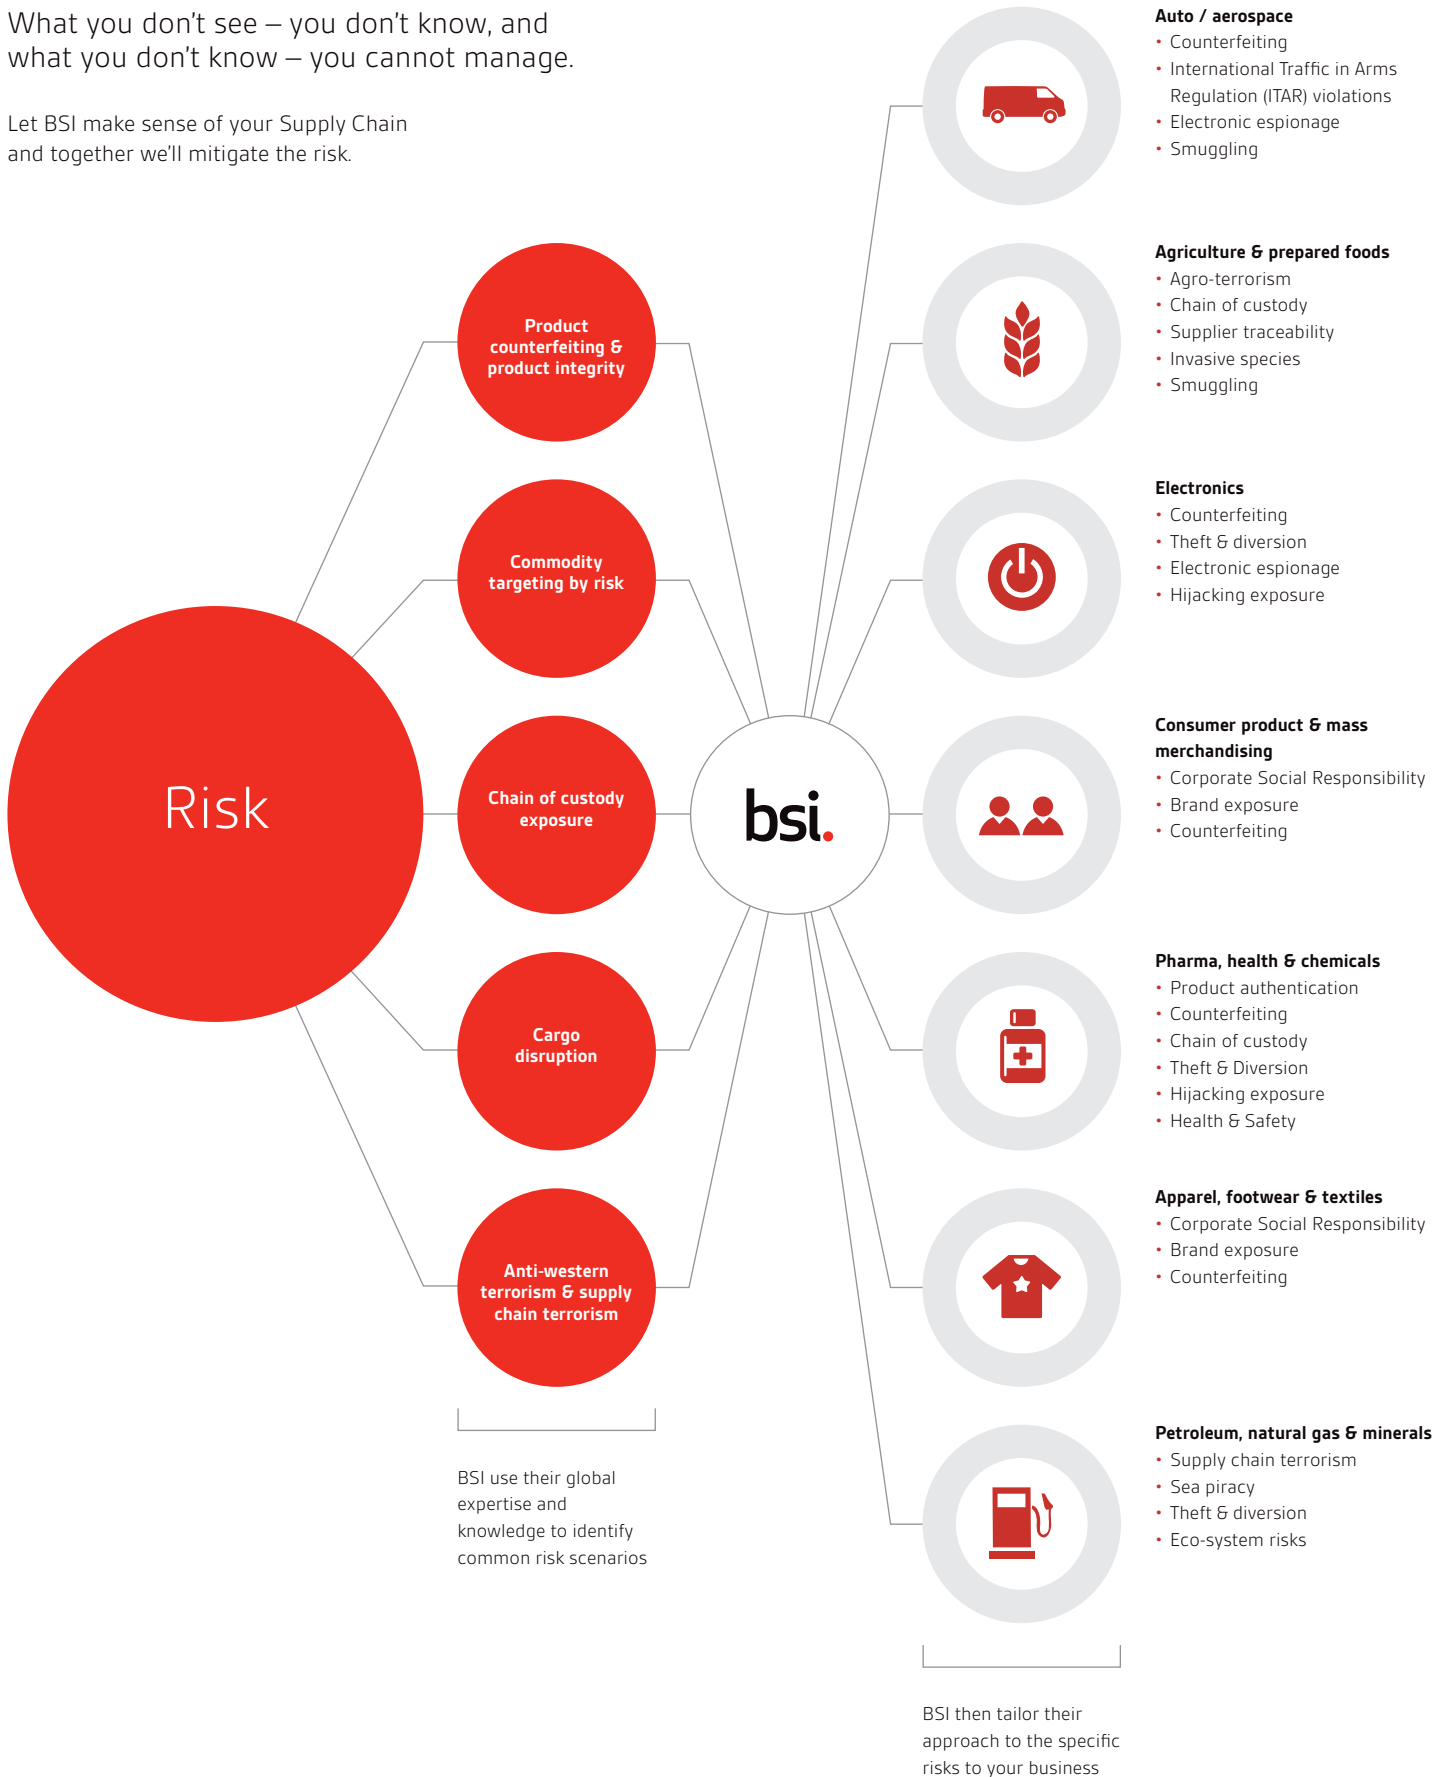 What you don't see – you don't know, and
what you don't know – you cannot manage.
Let BSI make sense of your Supply Chain
and together we'll mitigate the risk.
Risk
Product
counterfeiting &
product integrity
Commodity
targeting by risk
Chain of custody
exposure
Cargo
disruption
Anti-western
terrorism & supply
chain terrorism
BSI use their global
expertise and
knowledge to identify
common risk scenarios
bsi.
Auto / aerospace
• Counterfeiting
• International Traffic in Arms
Regulation (ITAR) violations
• Electronic espionage
• Smuggling
Agriculture & prepared foods
• Agro-terrorism
• Chain of custody
• Supplier traceability
• Invasive species
• Smuggling
Electronics
• Counterfeiting
• Theft & diversion
• Electronic espionage
• Hijacking exposure
Consumer product & mass
merchandising
• Corporate Social Responsibility
• Brand exposure
• Counterfeiting
Pharma, health & chemicals
• Product authentication
• Counterfeiting
• Chain of custody
• Theft & Diversion
• Hijacking exposure
• Health & Safety
Apparel, footwear & textiles
• Corporate Social Responsibility
• Brand exposure
• Counterfeiting
Petroleum, natural gas & minerals
• Supply chain terrorism
• Sea piracy
• Theft & diversion
• Eco-system risks
BSI then tailor their
approach to the specific
risks to your business